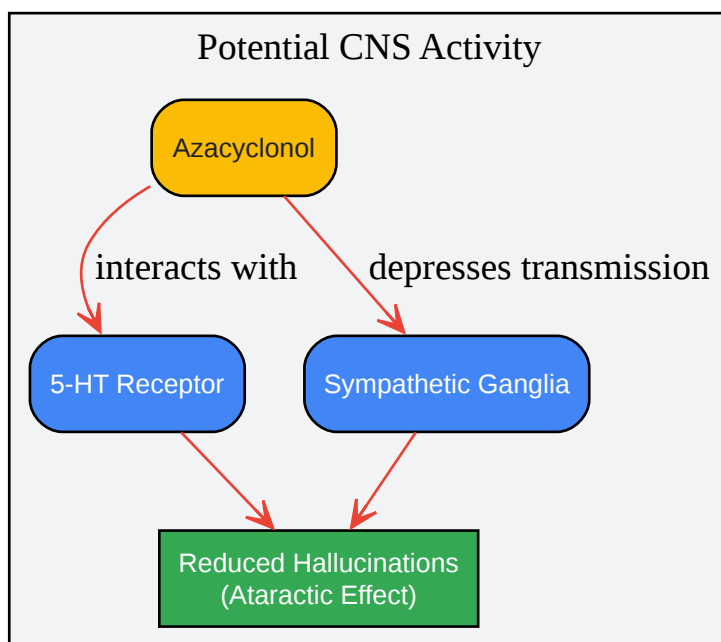 Potential CNS Activity
Azacyclonol
interacts with
depresses transmission
5-HT Receptor
Sympathetic Ganglia
Reduced Hallucinations
(Ataractic Effect)